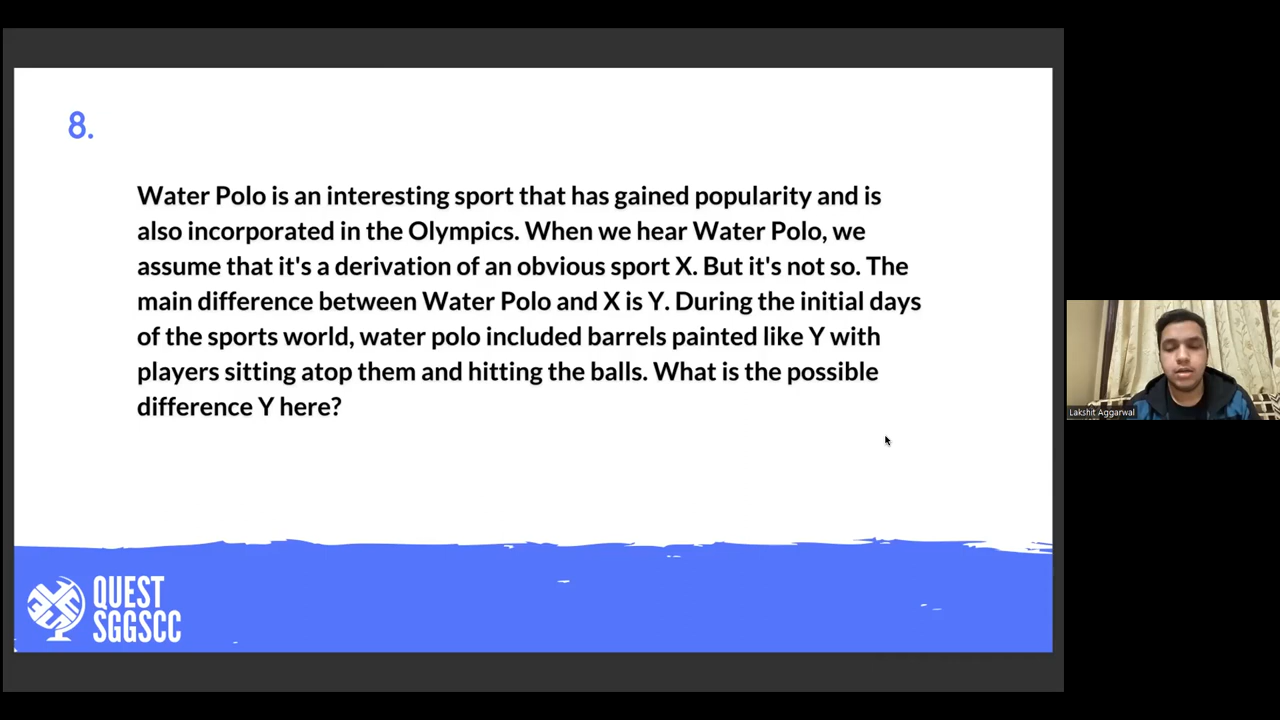 8.
Water Polo is an interesting sport that has gained popularity and is
also incorporated in the Olympics. When we hear Water Polo, we
assume that it's a derivation of an obvious sport X. But it's not so. The
main difference between Water Polo and X is Y. During the initial days
of the sports world, water polo included barrels painted like Y with
players sitting atop them and hitting the balls. What is the possible
difference Y here?
Lakshit Aggarwal
QUEST
SGGSCC